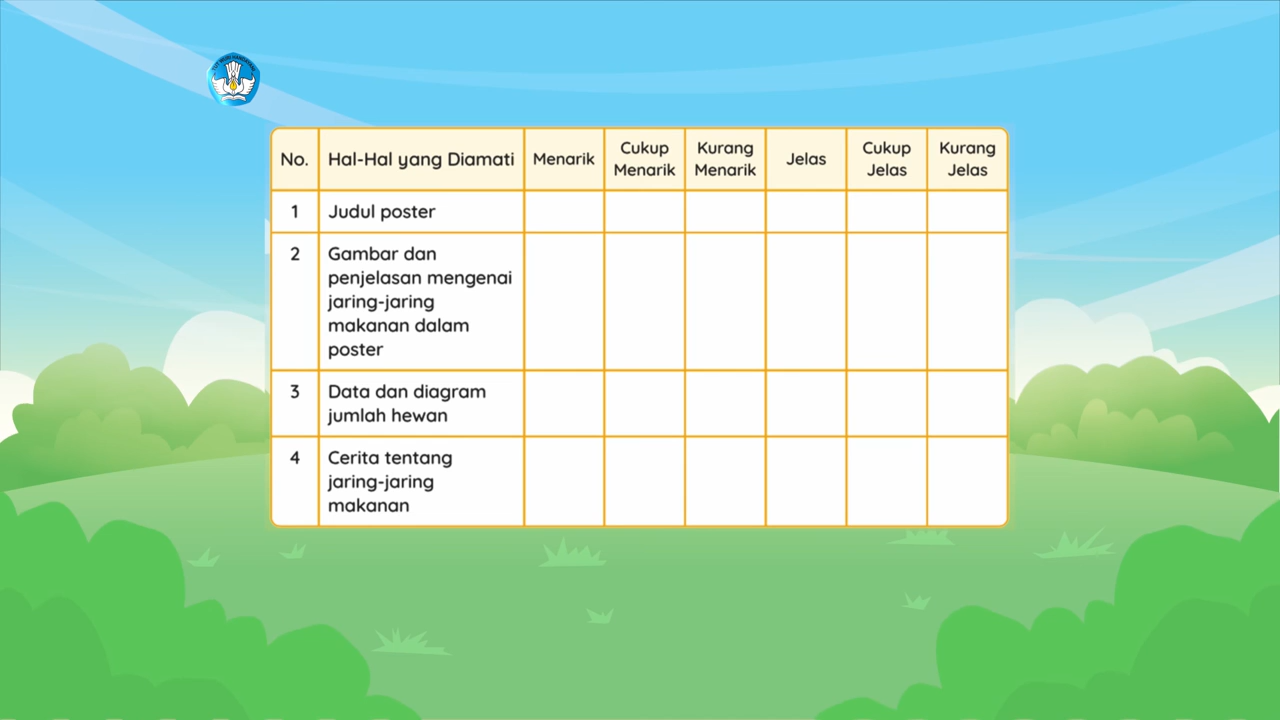 No. Hal-Hal yang Diamati Menarik Cukup Menarik Kurang Menarik Jelas Cukup Jelas Kurang Jelas
1 Judul poster
2 Gambar dan
penjelasan mengenai
jaring-jaring
makanan dalam
poster
3 Data dan diagram
jumlah hewan
4 Cerita tentang
jaring-jaring
makanan